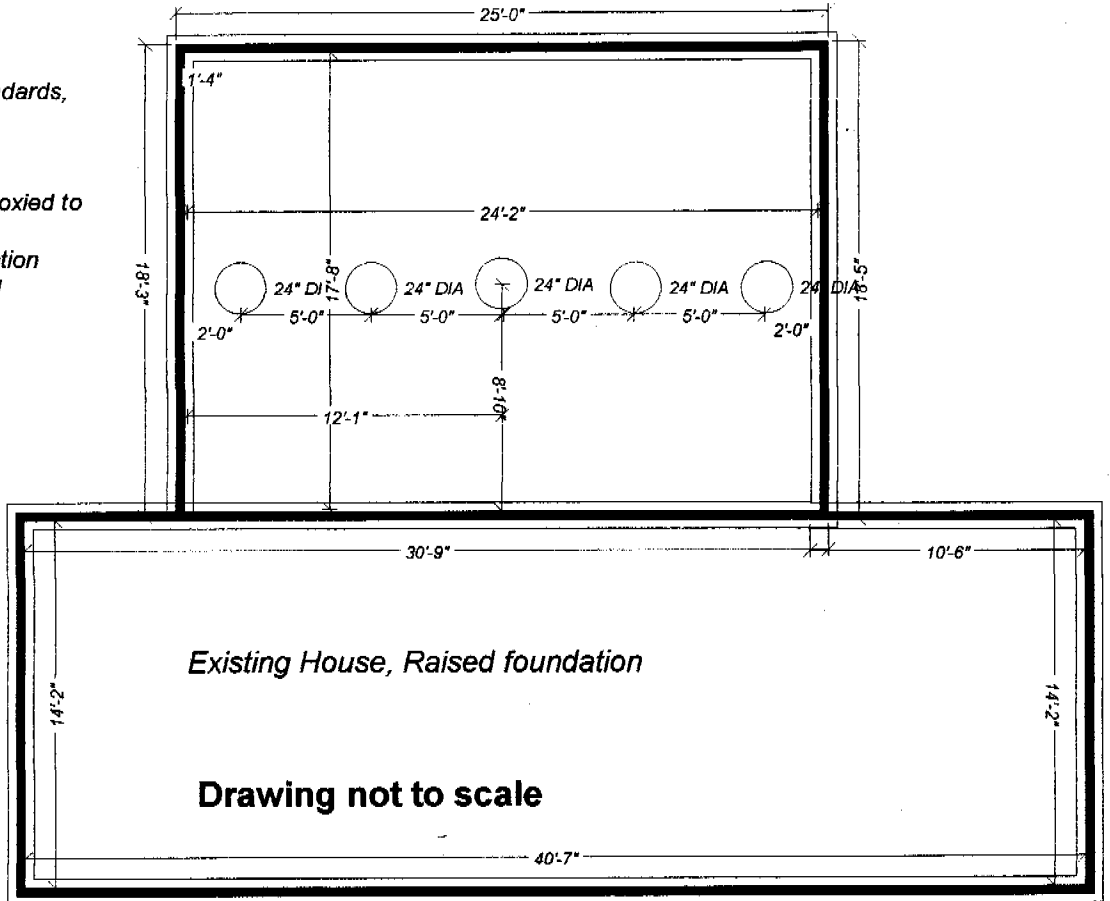 25'-0"
1'-4"
dards,
oxied to
24'-2"
tion
18'-3"
17'-8"
18'-5"
24" DIA
24" DIA
24" DIA
24" DIA
5'-0"
5'-0"
5'-0"
5'-0"
2'-0"
2'-0"
8'-10"
12'-1"
30'-9"
10'-6"
Existing House, Raised foundation
14'-2"
14'-2"
Drawing not to scale
40'-7"